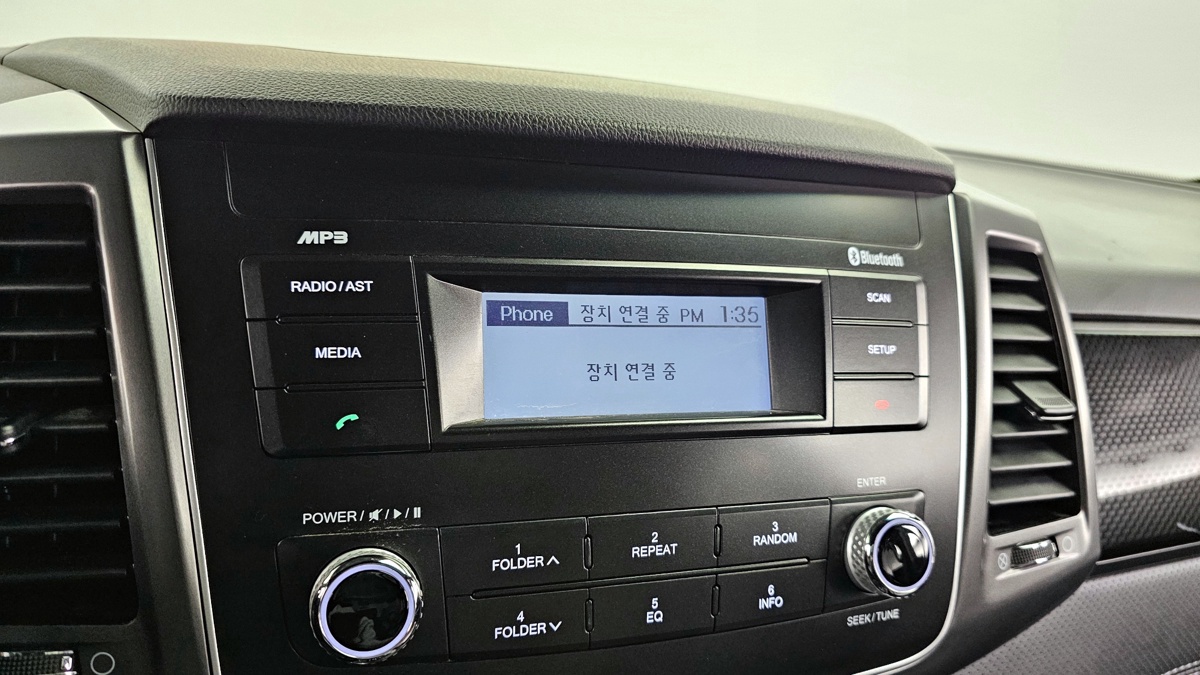 MP3
Bluetooth
RADIO/AST
MEDIA
Phone 장치 연결 중 PM 1:35
장치 연결 중
SCAN
SETUP
POWER/
ENTER
1
FOLDER
2
REPEAT
3
RANDOM
4
FOLDER
5
EQ
6
INFO
SEEK/TUNE